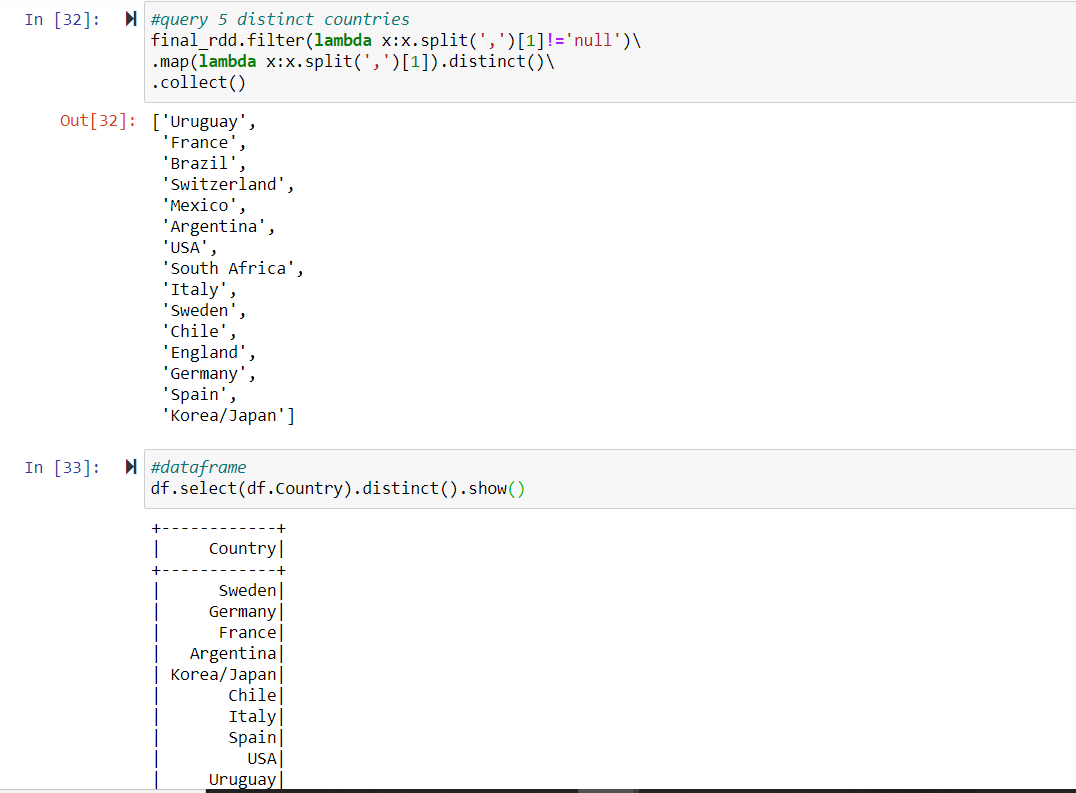 In [32]:
#query 5 distinct countries
final_rdd.filter(lambda x:x.split(',')[1]!='null')\
.map(lambda x:x.split(',')[1]).distinct()\
.collect()
Out[32]: ['Uruguay',
'France',
'Brazil',
'Switzerland',
'Mexico',
'Argentina',
'USA',
'South Africa',
'Italy',
'Sweden',
'Chile',
'England',
'Germany',
'Spain',
'Korea/Japan']
In [33]:
#dataframe
df.select(df.Country).distinct().show()
+------------+
|     Country|
+------------+
|      Sweden|
|     Germany|
|      France|
|   Argentina|
| Korea/Japan|
|       Chile|
|       Italy|
|       Spain|
|         USA|
|     Uruguay|